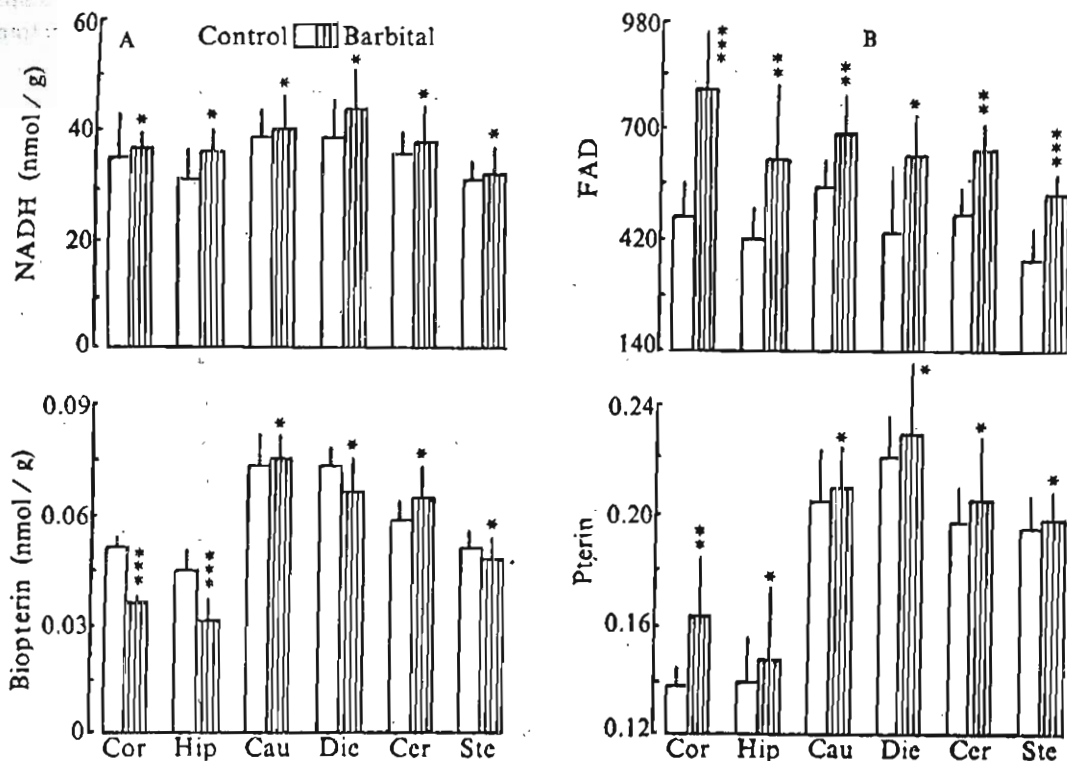 A Control Barbital
NADH (nmol / g)
60
40
20
0
* * * * * *
B
FAD
980
700
420
140
*** ** ** * ** ***
Biopterin (nmol / g)
0.09
0.06
0.03
0
*** *** * * * *
Cor Hip Cau Die Cer Ste
Pterin
0.24
0.20
0.16
0.12
** * * * * *
Cor Hip Cau Die Cer Ste